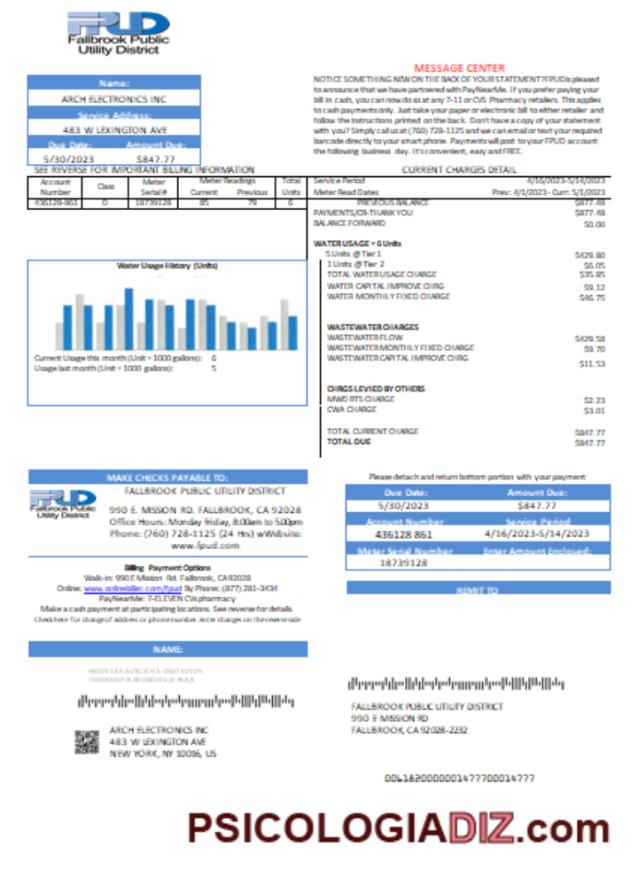 FPUD
Fallbrook Public
Utility District
Name:
ARCH ELECTRONICS INC
Service Address:
483 W LEXINGTON AVE
Due Date: Amount Due:
5/30/2023 $847.77
MESSAGE CENTER
NOTICE SOMETHING NEW ON THE BACK OF YOUR STATEMENT? FPUD is pleased
to announce that we have partnered with PayNearMe. If you prefer paying your
bill in cash, you can now do so at any 7-11 or CVS Pharmacy retailers. This applies
to cash payments only. Just take your paper or electronic bill to either retailer and
follow the instructions printed on the back. Don't have a copy of your statement
with you? Simply call us at (760) 728-1125 and we can email or text your required
barcode directly to your smart phone. Payments will post to your FPUD account
the following business day. It's convenient, easy and FREE.
SEE REVERSE FOR IMPORTANT BILLING INFORMATION
Account Number Class Meter Serial# Meter Readings Current Previous Total Units
436128-861 D 18739128 85 79 6
CURRENT CHARGES DETAIL
Service Period 4/16/2023-5/14/2023
Meter Read Dates Prev: 4/1/2023 - Curr: 5/1/2023
PREVIOUS BALANCE $877.48
PAYMENTS/CR-THANK YOU $877.48
BALANCE FORWARD $0.00
WATER USAGE = 6 Units
5 Units @ Tier 1 $429.80
1 Units @ Tier 2 $6.05
TOTAL WATER USAGE CHARGE $35.85
WATER CAPITAL IMPROVE CHRG $9.12
WATER MONTHLY FIXED CHARGE $46.75
WASTEWATER CHARGES
WASTEWATER FLOW $429.58
WASTEWATER MONTHLY FIXED CHARGE $9.70
WASTEWATER CAPITAL IMPROVE CHRG
$11.53
CHRGS LEVIED BY OTHERS
MWD RTS CHARGE $2.23
CWA CHARGE $3.01
TOTAL CURRENT CHARGE $847.77
TOTAL DUE $847.77
Water Usage History (Units)
Current Usage this month (Unit = 1000 gallons): 6
Usage last month (Unit = 1000 gallons): 5
MAKE CHECKS PAYABLE TO:
FPUD
Fallbrook Public
Utility District
FALLBROOK PUBLIC UTILITY DISTRICT
990 E. MISSION RD. FALLBROOK, CA 92028
Office Hours: Monday Friday, 8:00am to 5:00pm
Phone: (760) 728-1125 (24 Hrs) wWebsite:
www.fpud.com
Billing Payment Options
Walk-in: 990 E Mission Rd. Fallbrook, CA 92028
Online: www.onlinebiller.com/fpud By Phone: (877) 281-3434
PayNearMe: 7-ELEVEN CVs pharmacy
Make a cash payment at participating locations. See reverse for details.
Check here for change of address or phone number. Enter changes on the reverse side
Please detach and return bottom portion with your payment
Due Date: Amount Due:
5/30/2023 $847.77
Account Number Service Period
436128 861 4/16/2023-5/14/2023
Meter Serial Number Enter Amount Enclosed:
18739128
REMIT TO
NAME:
ARCH ELECTRONICS INC
483 W LEXINGTON AVE
NEW YORK, NY 10016, US
FALLBROOK PUBLIC UTILITY DISTRICT
990 E MISSION RD
FALLBROOK, CA 92028-2232
PSICOLOGIADIZ.com